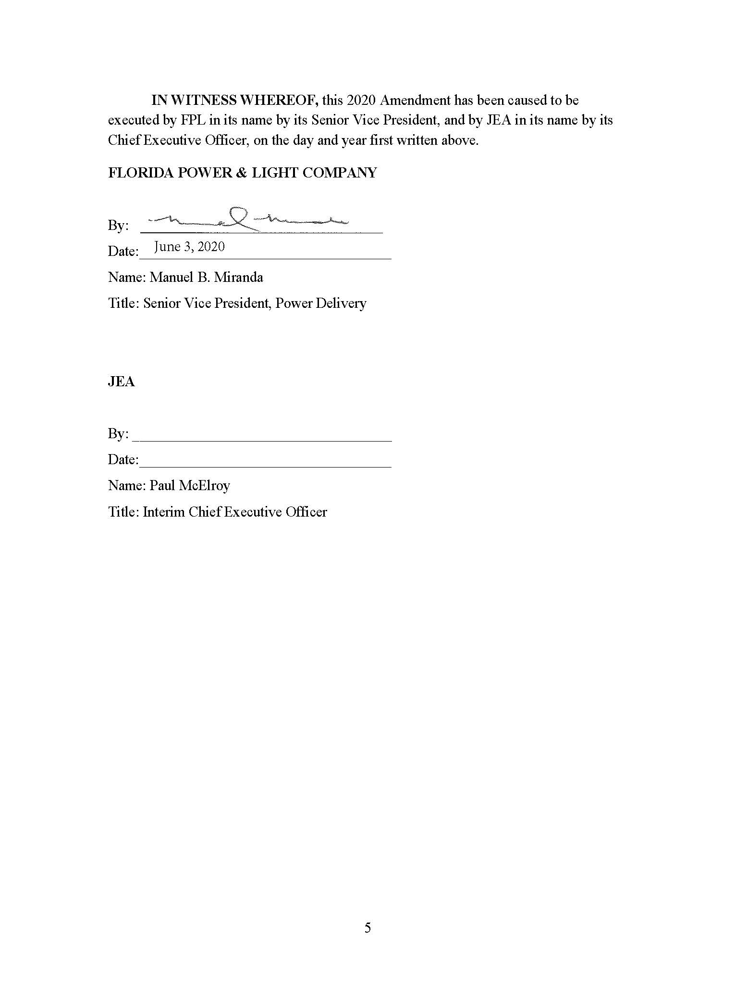 IN WITNESS WHEREOF, this 2020 Amendment has been caused to be
executed by FPL in its name by its Senior Vice President, and by JEA in its name by its
Chief Executive Officer, on the day and year first written above.
FLORIDA POWER & LIGHT COMPANY
By:
Date: June 3, 2020
Name: Manuel B. Miranda
Title: Senior Vice President, Power Delivery
JEA
By:
Date:
Name: Paul McElroy
Title: Interim Chief Executive Officer
5